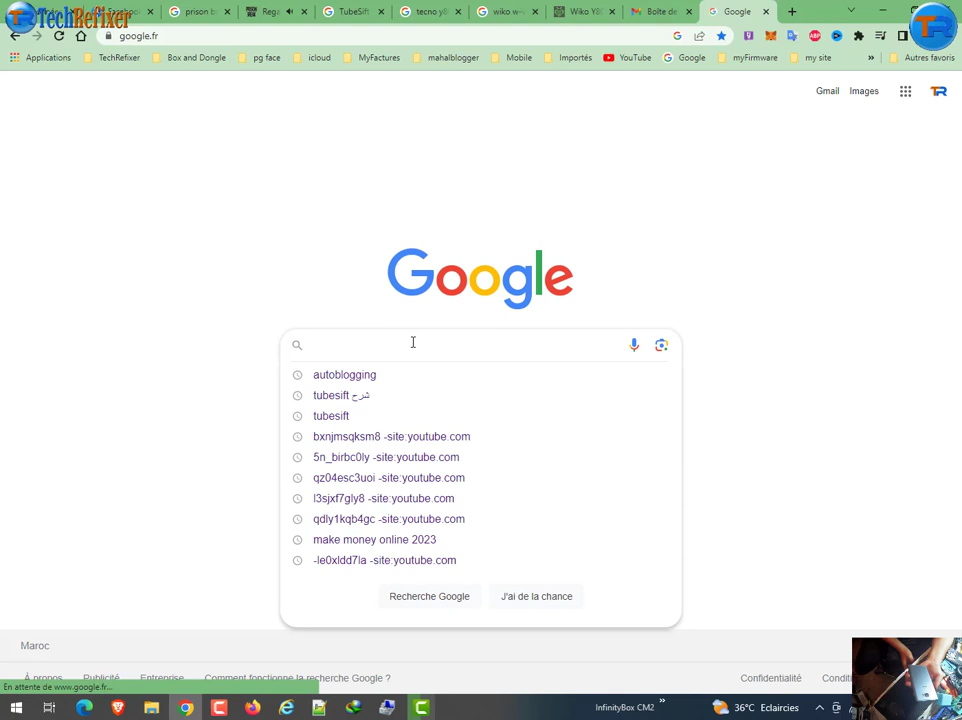 TechRefixer
prison b
Rega
TubeSift
tecno y8
wiko w-v
Wiko Y8
Boîte de
Google
google.fr
Applications
TechRefixer
Box and Dongle
pg face
icloud
MyFactures
mahalblogger
Mobile
Importés
YouTube
Google
myFirmware
my site
»
Autres favoris
Gmail
Images
TR
Google
autoblogging
tubesift شرح
tubesift
bxnjmsqksm8 -site:youtube.com
5n_birbc0ly -site:youtube.com
qz04esc3uoi -site:youtube.com
l3sjxf7gly8 -site:youtube.com
qdly1kqb4gc -site:youtube.com
make money online 2023
-le0xldd7la -site:youtube.com
Recherche Google
J'ai de la chance
Maroc
À propos
Publicité
Entreprise
Comment fonctionne la recherche Google ?
Confidentialité
Conditi
En attente de www.google.fr...
InfinityBox CM2
»
36°C Eclaircies